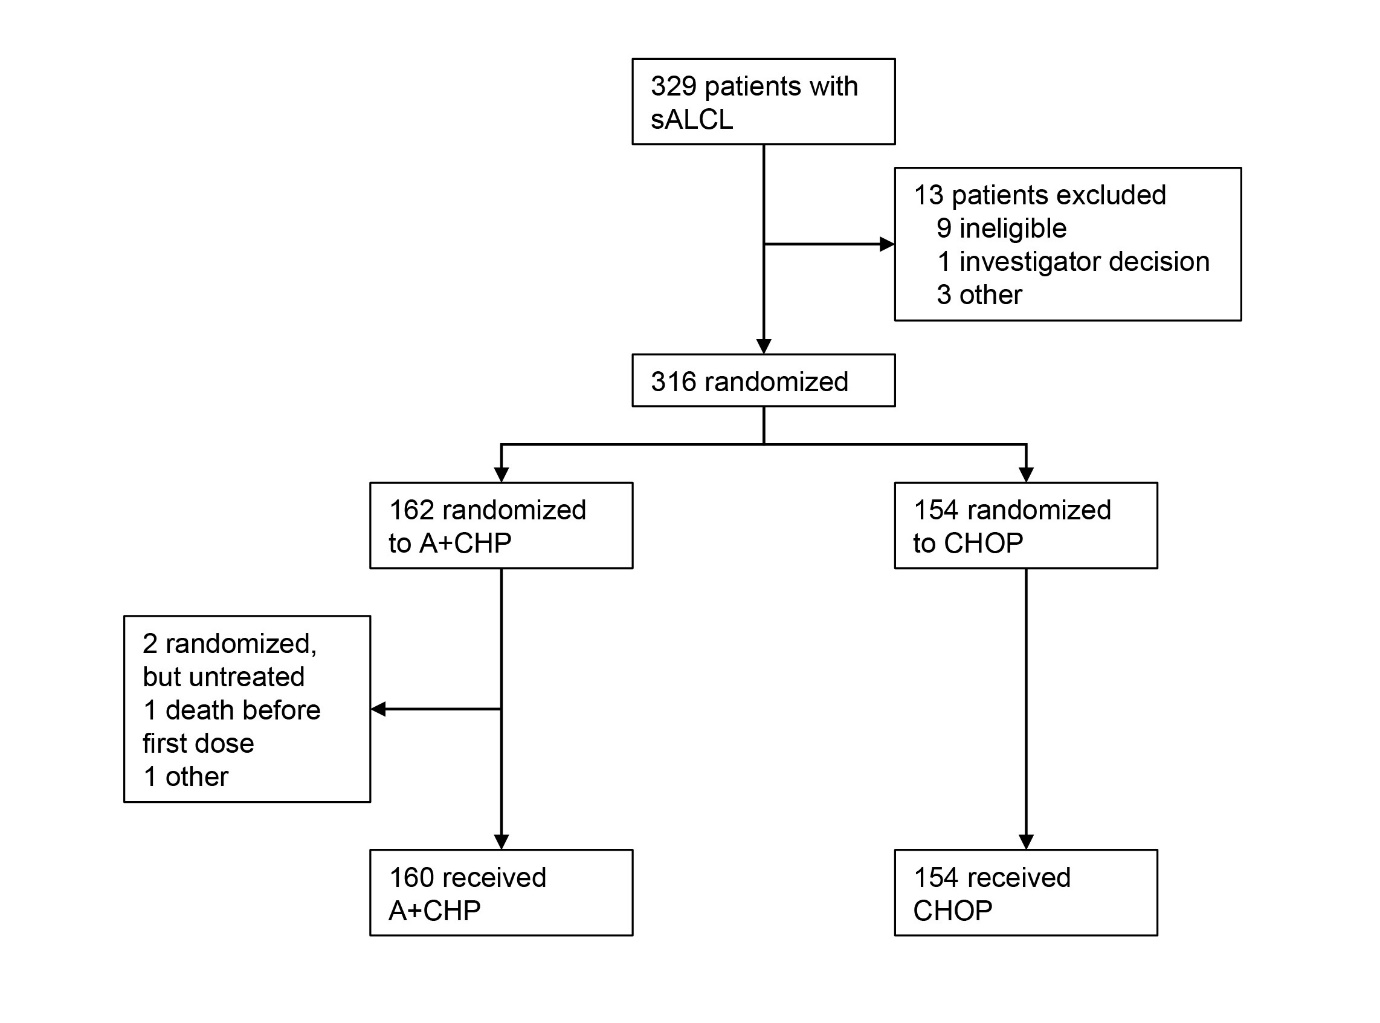 329 patients with
sALCL
13 patients excluded
9 ineligible
1 investigator decision
3 other
316 randomized
162 randomized
to A+CHP
154 randomized
to CHOP
2 randomized,
but untreated
1 death before
first dose
1 other
160 received
A+CHP
154 received
CHOP